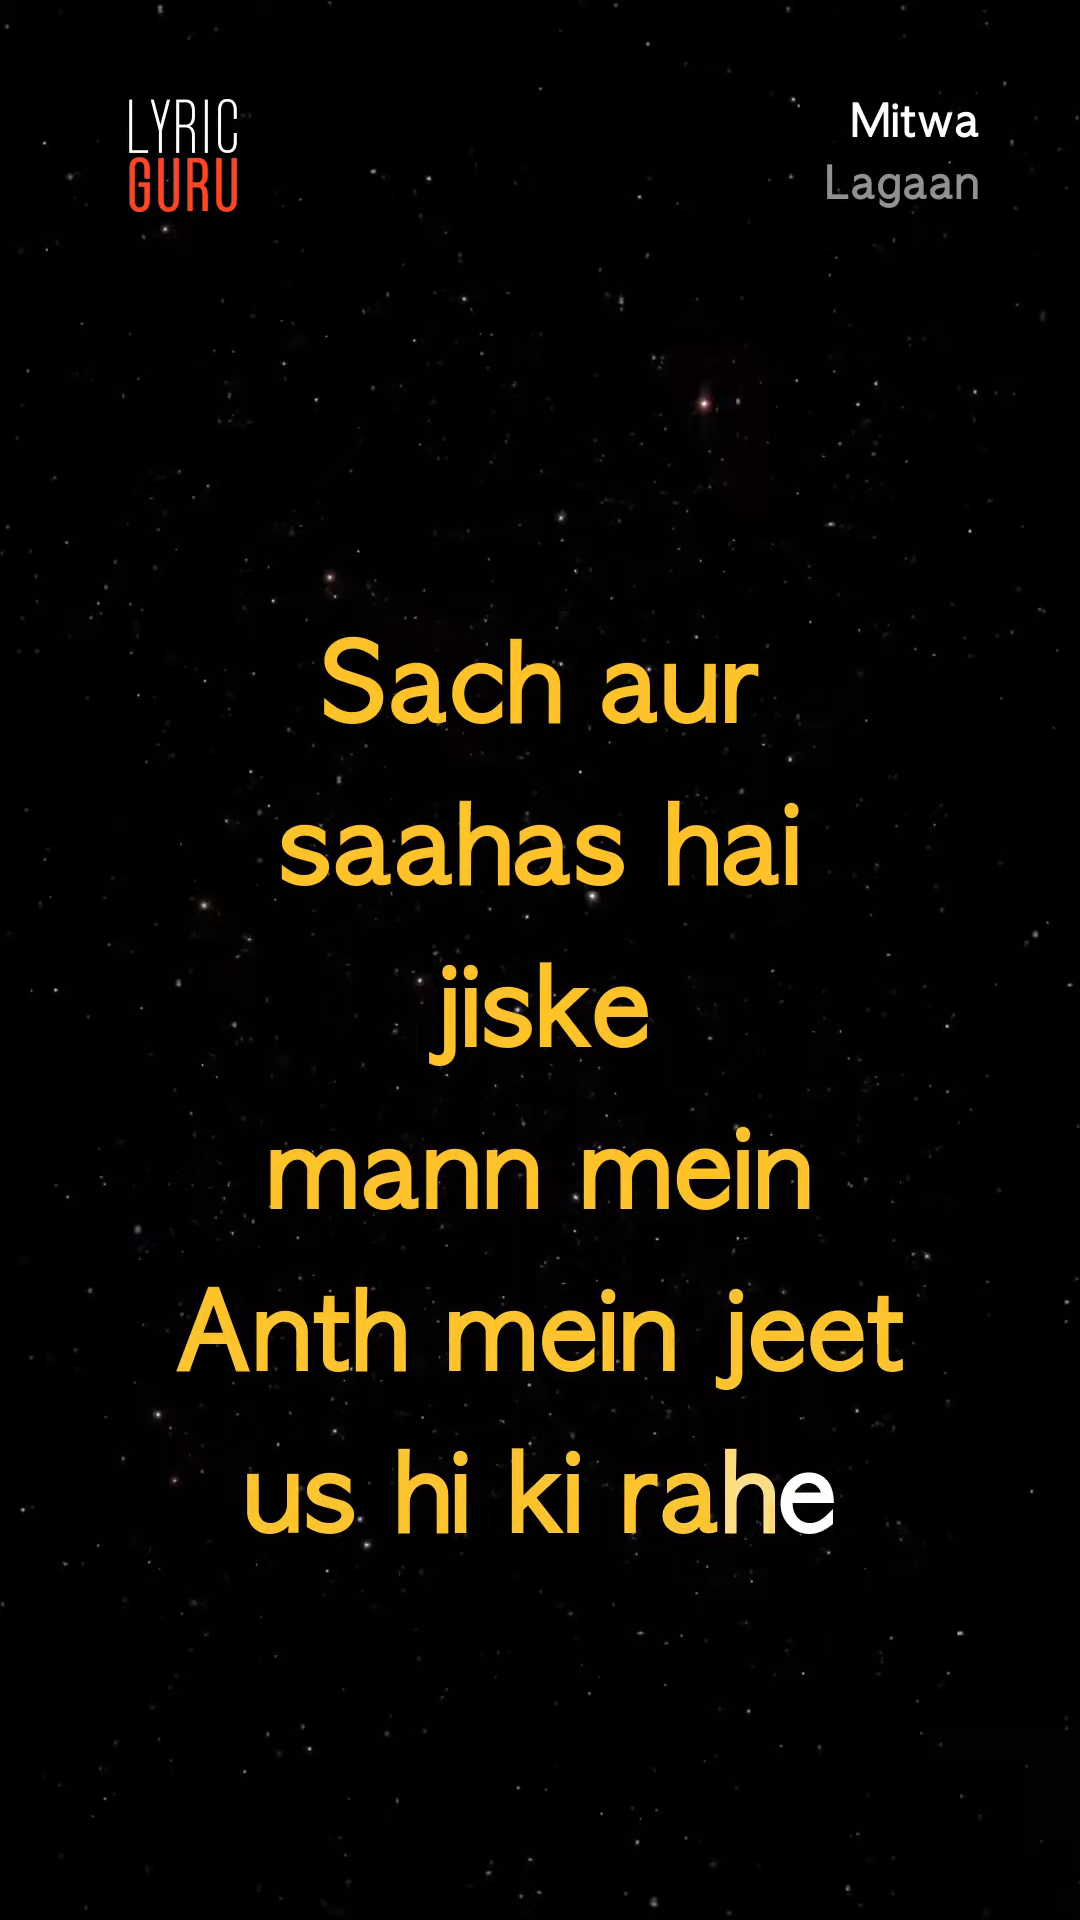 LYRIC
GURU
Mitwa
Lagaan
Sach aur
saahas hai
jiske
mann mein
Anth mein jeet
us hi ki rahe